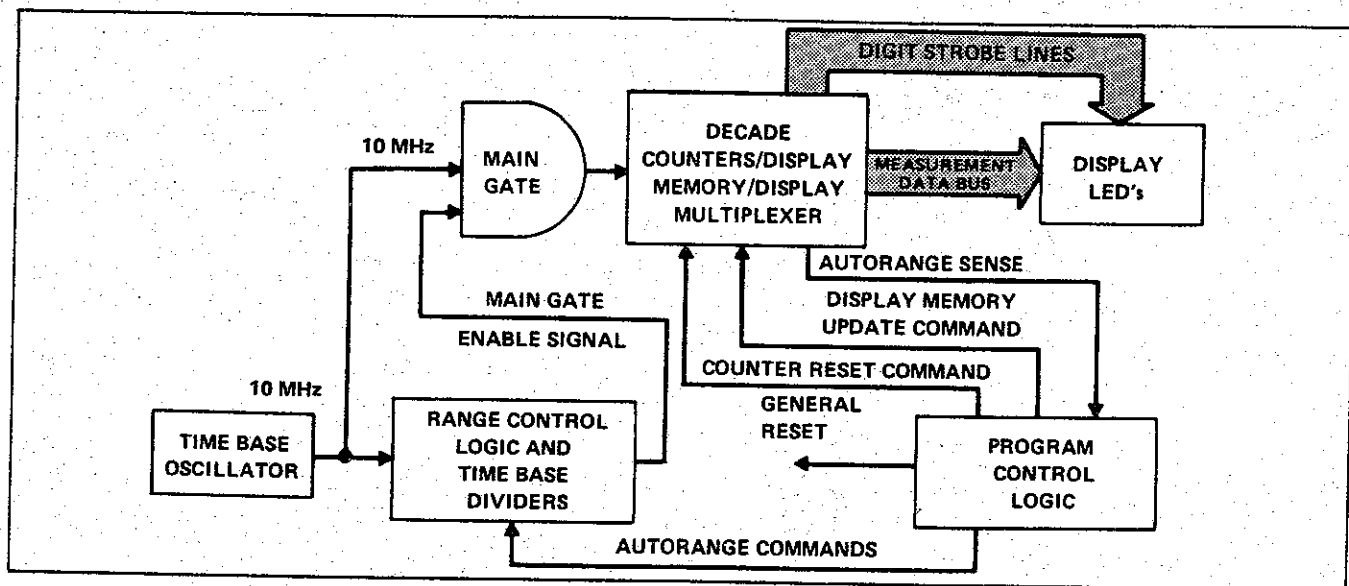 DIGIT STROBE LINES
10 MHz
MAIN
GATE
DECADE
COUNTERS/DISPLAY
MEMORY/DISPLAY
MULTIPLEXER
MEASUREMENT
DATA BUS
DISPLAY
LED's
AUTORANGE SENSE
MAIN GATE
ENABLE SIGNAL
DISPLAY MEMORY
UPDATE COMMAND
COUNTER RESET COMMAND
GENERAL
RESET
10 MHz
TIME BASE
OSCILLATOR
RANGE CONTROL
LOGIC AND
TIME BASE
DIVIDERS
PROGRAM
CONTROL
LOGIC
AUTORANGE COMMANDS